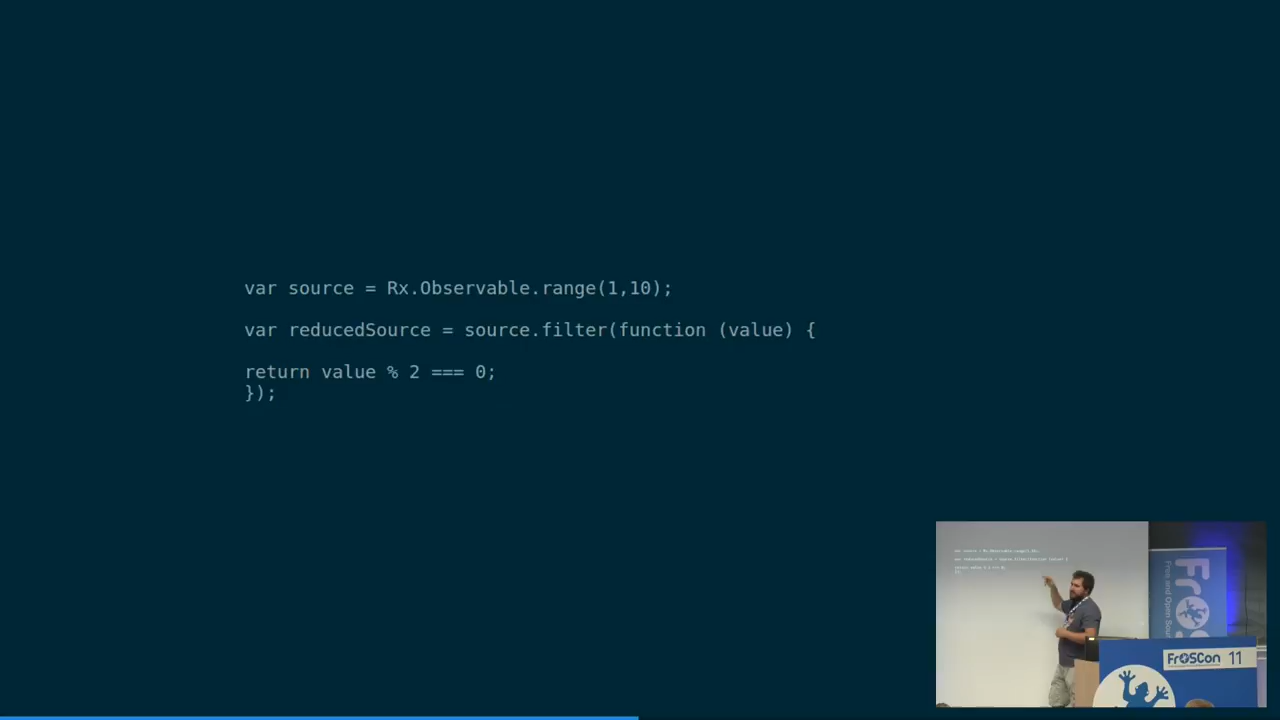 var source = Rx.Observable.range(1,10);
var reducedSource = source.filter(function (value) {
return value % 2 === 0;
});
FrOSCon 11